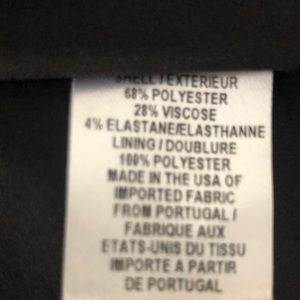 SHELL / EXTERIEUR
68% POLYESTER
28% VISCOSE
4% ELASTANE/ELASTHANNE
LINING / DOUBLURE
100% POLYESTER
MADE IN THE USA OF
IMPORTED FABRIC
FROM PORTUGAL /
FABRIQUE AUX
ETATS-UNIS DU TISSU
IMPORTE A PARTIR
DE PORTUGAL